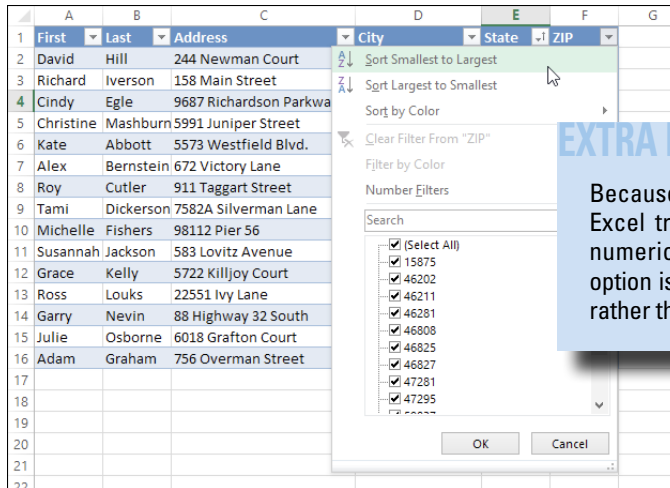 A B C D E F G
1 First Last Address City State ZIP
2 David Hill 244 Newman Court
3 Richard Iverson 158 Main Street
4 Cindy Egle 9687 Richardson Parkwa
5 Christine Mashburn 5991 Juniper Street
6 Kate Abbott 5573 Westfield Blvd.
7 Alex Bernstein 672 Victory Lane
8 Roy Cutler 911 Taggart Street
9 Tami Dickerson 7582A Silverman Lane
10 Michelle Fishers 98112 Pier 56
11 Susannah Jackson 583 Lovitz Avenue
12 Grace Kelly 5722 Killjoy Court
13 Ross Louks 22551 Ivy Lane
14 Garry Nevin 88 Highway 32 South
15 Julie Osborne 6018 Grafton Court
16 Adam Graham 756 Overman Street
17
18
19
20
21
22
Sort Smallest to Largest
Sort Largest to Smallest
Sort by Color
Clear Filter From "ZIP"
Filter by Color
Number Filters
Search
(Select All)
15875
46202
46211
46281
46808
46825
46827
47281
47295
OK Cancel
EXTRA
Because
Excel tr
numeric
option is
rather th